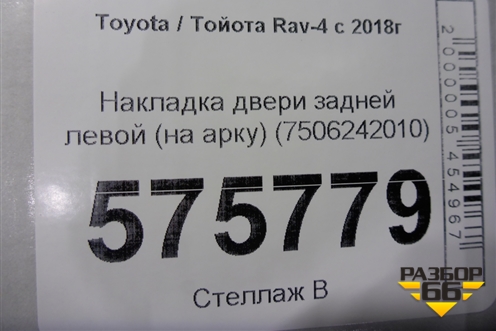 Toyota / Тойота Rav-4 с 2018г
Накладка двери задней
левой (на арку) (7506242010)
575779
Стеллаж В
2000005454967
РАЗБОР
66